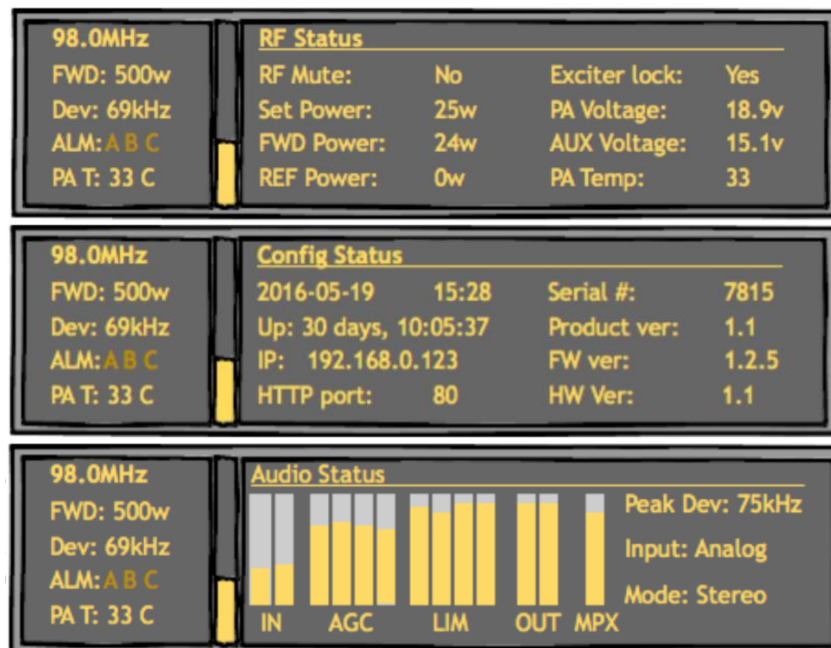 98.0MHz
FWD: 500w
Dev: 69kHz
ALM: A B C
PA T: 33 C
RF Status
RF Mute: No Exciter lock: Yes
Set Power: 25w PA Voltage: 18.9v
FWD Power: 24w AUX Voltage: 15.1v
REF Power: 0w PA Temp: 33
98.0MHz
FWD: 500w
Dev: 69kHz
ALM: A B C
PA T: 33 C
Config Status
2016-05-19 15:28 Serial #: 7815
Up: 30 days, 10:05:37 Product ver: 1.1
IP: 192.168.0.123 FW ver: 1.2.5
HTTP port: 80 HW Ver: 1.1
98.0MHz
FWD: 500w
Dev: 69kHz
ALM: A B C
PA T: 33 C
Audio Status
Peak Dev: 75kHz
Input: Analog
Mode: Stereo
IN AGC LIM OUT MPX